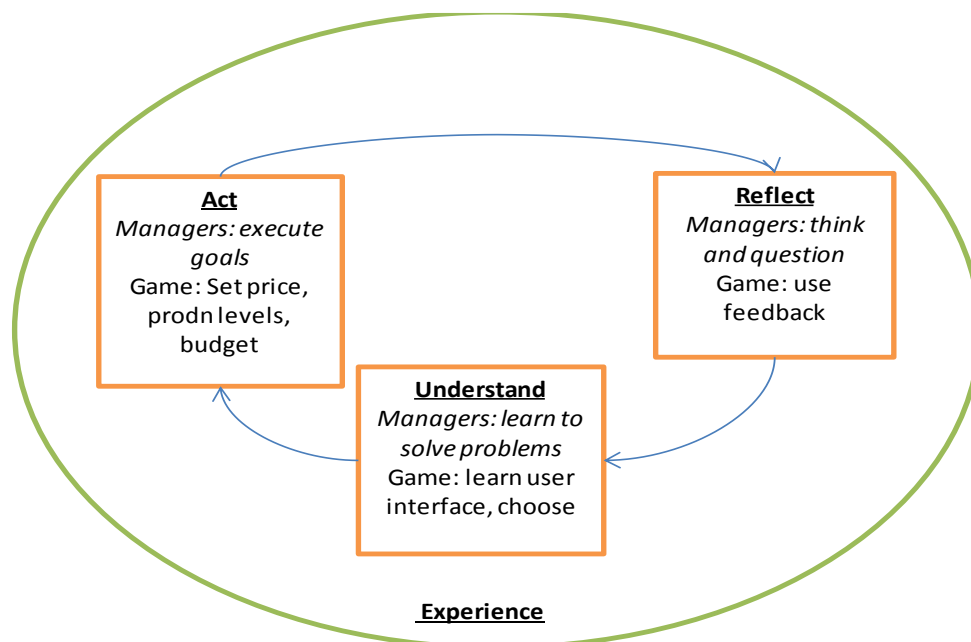 Act
Managers: execute
goals
Game: Set price,
prodn levels,
budget
Reflect
Managers: think
and question
Game: use
feedback
Understand
Managers: learn to
solve problems
Game: learn user
interface, choose
Experience